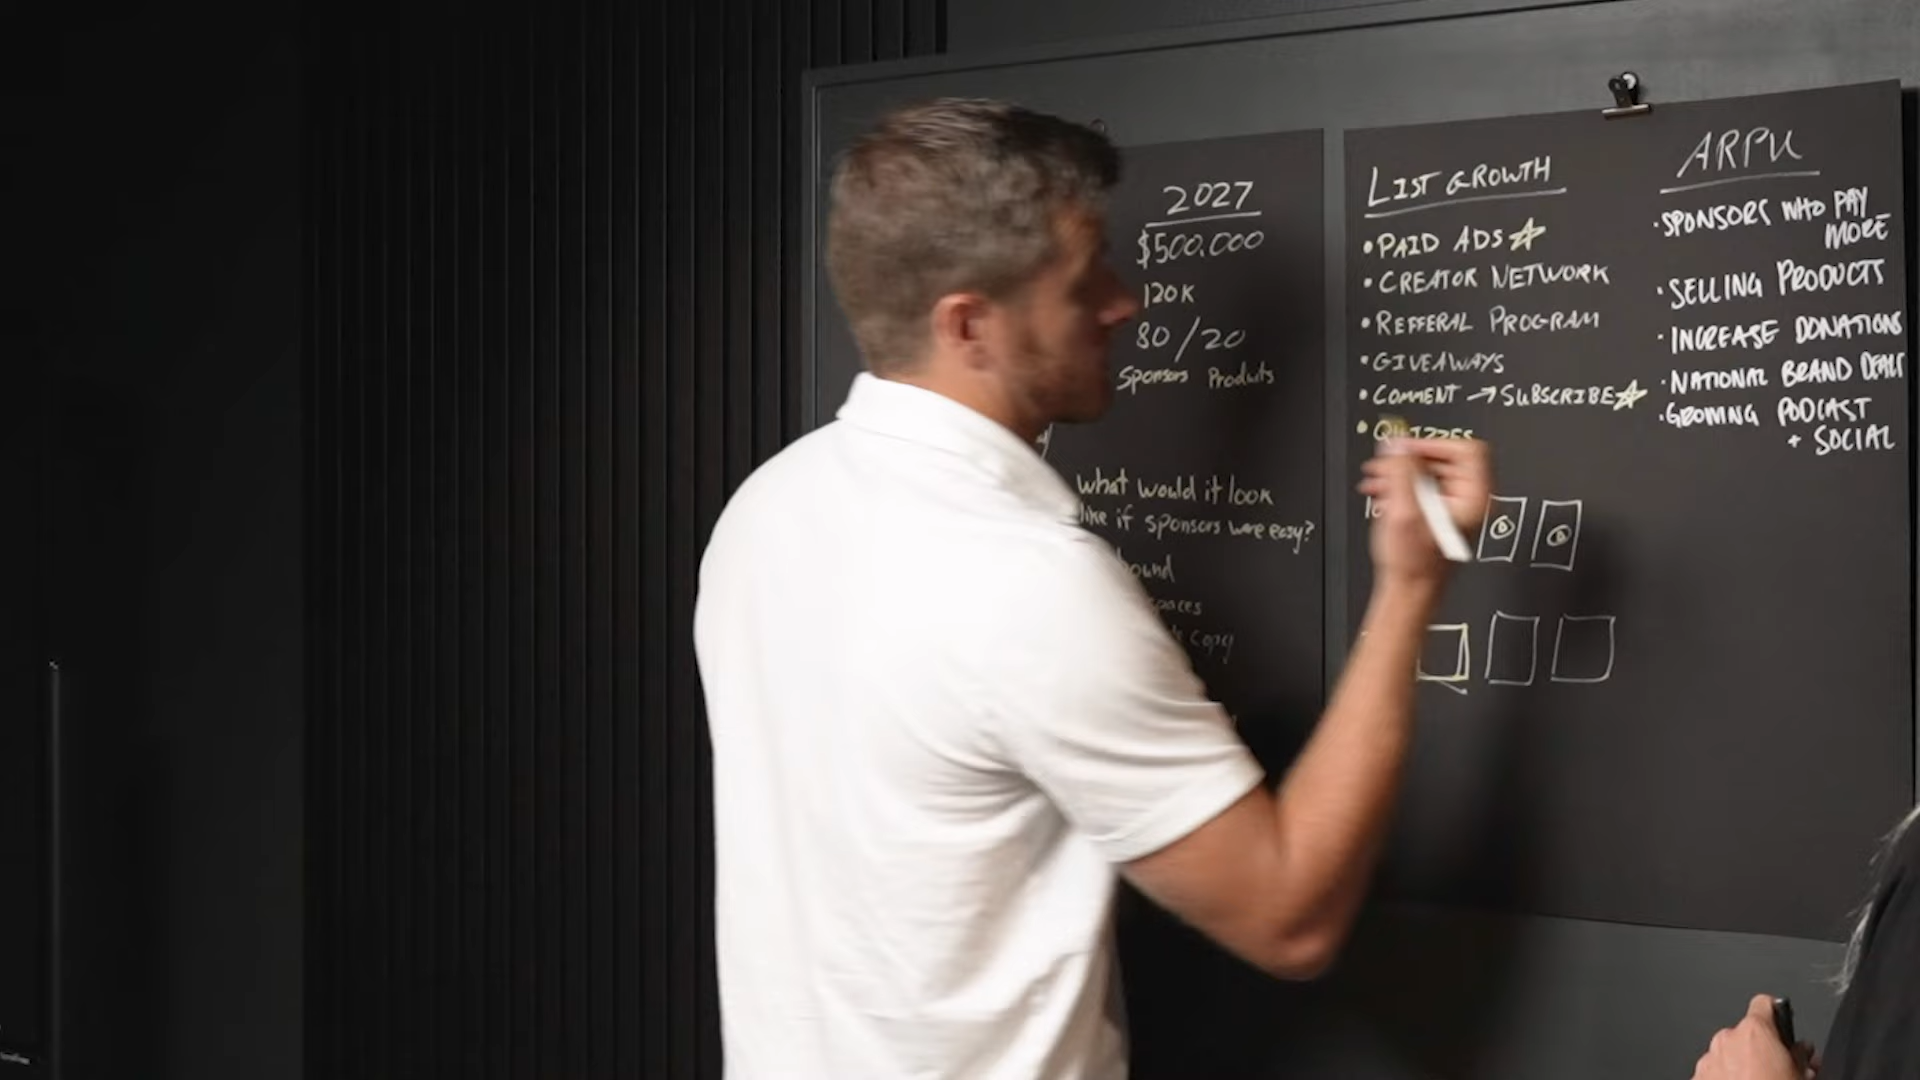 2027
$500.000
120K
80/20
Sponsors Products
what would it look
like if sponsors were easy?
copy
LIST GROWTH
• PAID ADS
• CREATOR NETWORK
• REFFERAL PROGRAM
• GIVEAWAYS
• COMMENT → SUBSCRIBE
• QUIZZES
ARPU
• SPONSORS WHO PAY
MORE
• SELLING PRODUCTS
• INCREASE DONATIONS
• NATIONAL BRAND DEALS
• GROWING PODCAST
+ SOCIAL